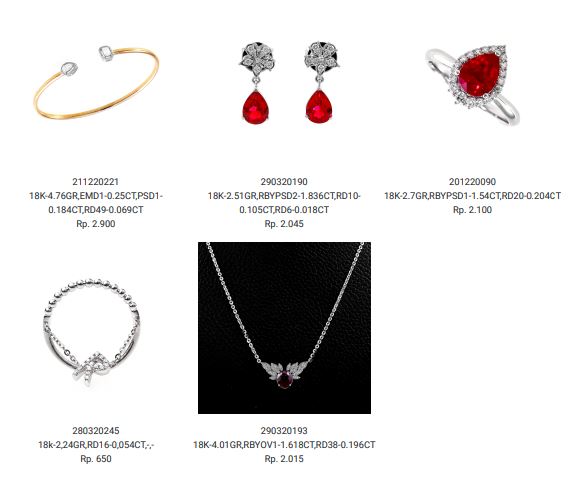 211220221
18K-4.76GR,EMD1-0.25CT,PSD1-
0.184CT,RD49-0.069CT
Rp. 2.900
290320190
18K-2.51GR,RBYPSD2-1.836CT,RD10-
0.105CT,RD6-0.018CT
Rp. 2.045
201220090
18K-2.7GR,RBYPSD1-1.54CT,RD20-0.204CT
Rp. 2.100
280320245
18k-2,24GR,RD16-0,054CT,-,-
Rp. 650
290320193
18K-4.01GR,RBYOV1-1.618CT,RD38-0.196CT
Rp. 2.015